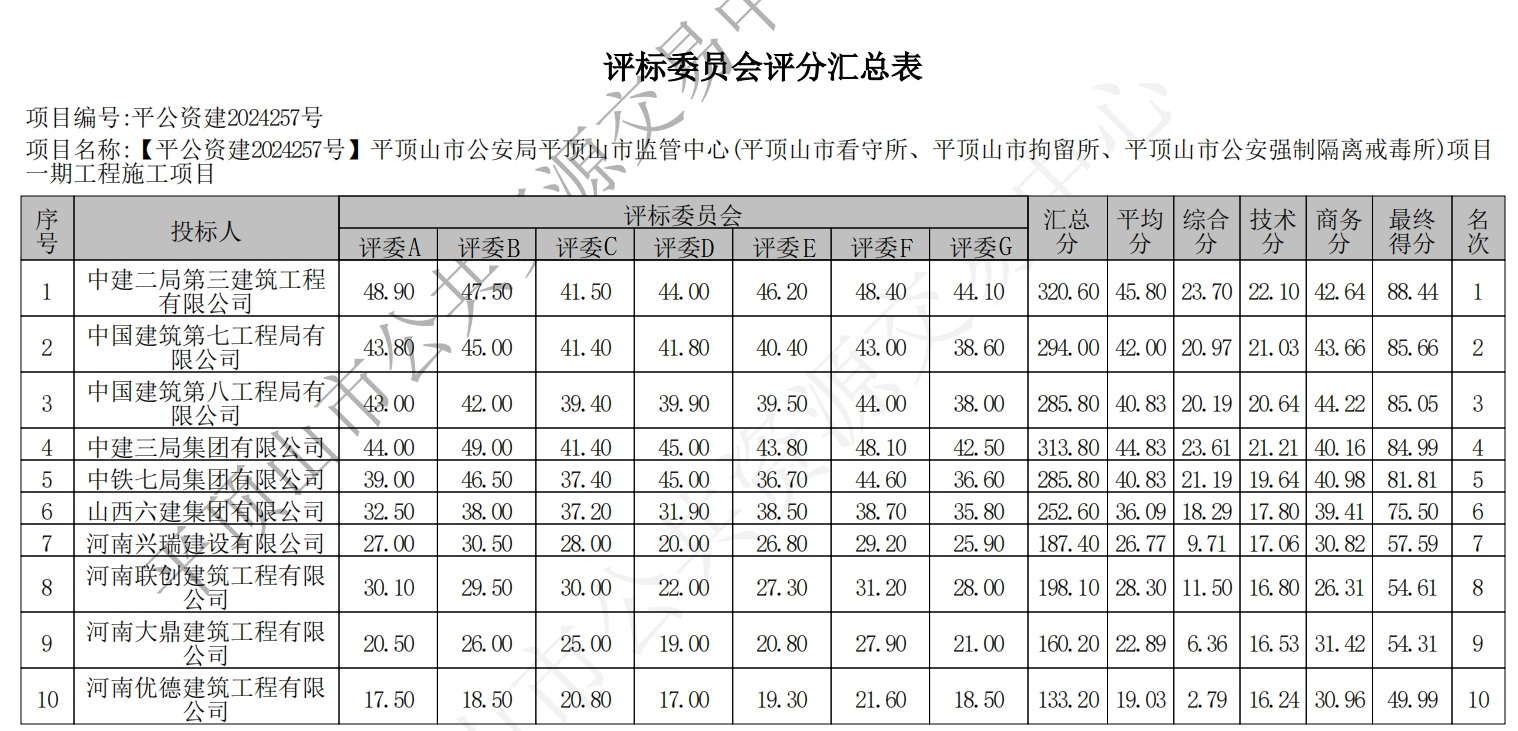 评标委员会评分汇总表
项目编号:平公资建2024257号
项目名称:【平公资建2024257号】平顶山市公安局平顶山市监管中心(平顶山市看守所、平顶山市拘留所、平顶山市公安强制隔离戒毒所)项目
一期工程施工项目
序号 投标人 评标委员会 汇总分 平均分 综合分 技术分 商务分 最终得分 名次
评委A 评委B 评委C 评委D 评委E 评委F 评委G
1 中建二局第三建筑工程有限公司 48.90 47.50 41.50 44.00 46.20 48.40 44.10 320.60 45.80 23.70 22.10 42.64 88.44 1
2 中国建筑第七工程局有限公司 43.80 45.00 41.40 41.80 40.40 43.00 38.60 294.00 42.00 20.97 21.03 43.66 85.66 2
3 中国建筑第八工程局有限公司 43.00 42.00 39.40 39.90 39.50 44.00 38.00 285.80 40.83 20.19 20.64 44.22 85.05 3
4 中建三局集团有限公司 44.00 49.00 41.40 45.00 43.80 48.10 42.50 313.80 44.83 23.61 21.21 40.16 84.99 4
5 中铁七局集团有限公司 39.00 46.50 37.40 45.00 36.70 44.60 36.60 285.80 40.83 21.19 19.64 40.98 81.81 5
6 山西六建集团有限公司 32.50 38.00 37.20 31.90 38.50 38.70 35.80 252.60 36.09 18.29 17.80 39.41 75.50 6
7 河南兴瑞建设有限公司 27.00 30.50 28.00 20.00 26.80 29.20 25.90 187.40 26.77 9.71 17.06 30.82 57.59 7
8 河南联创建筑工程有限公司 30.10 29.50 30.00 22.00 27.30 31.20 28.00 198.10 28.30 11.50 16.80 26.31 54.61 8
9 河南大鼎建筑工程有限公司 20.50 26.00 25.00 19.00 20.80 27.90 21.00 160.20 22.89 6.36 16.53 31.42 54.31 9
10 河南优德建筑工程有限公司 17.50 18.50 20.80 17.00 19.30 21.60 18.50 133.20 19.03 2.79 16.24 30.96 49.99 10
平顶山市公共资源交易中
山市公共资源交易中心